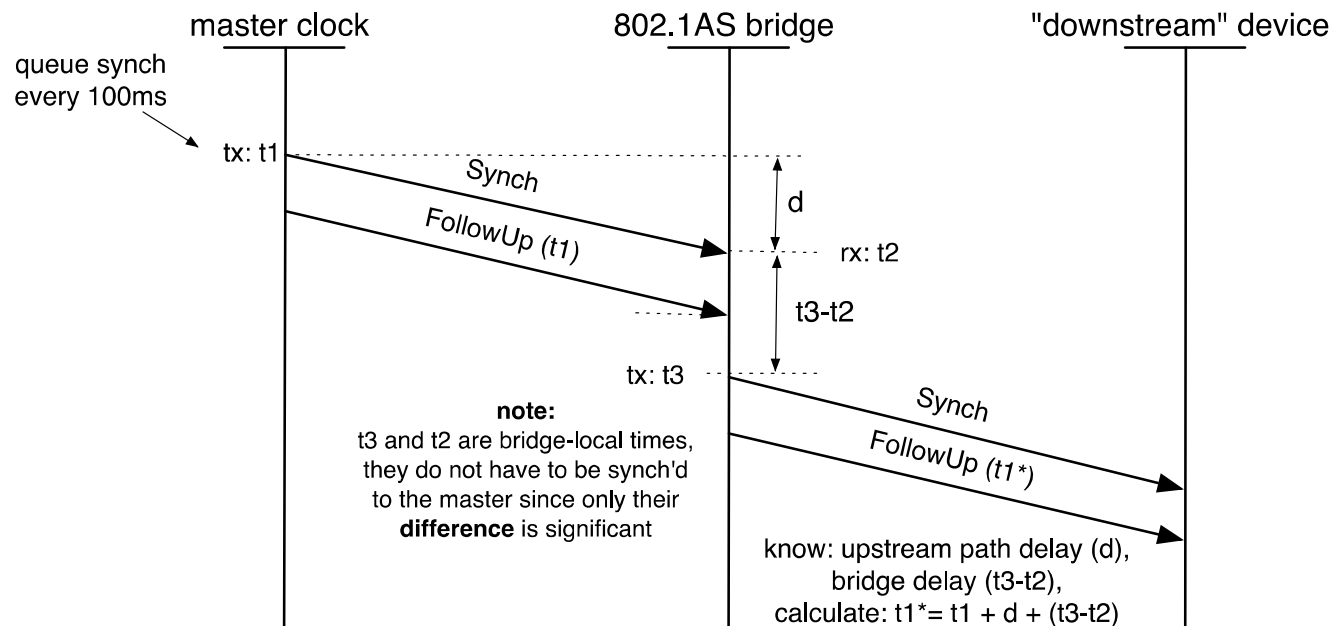 master clock
802.1AS bridge
"downstream" device
queue synch
every 100ms
tx: t1
Synch
d
FollowUp (t1)
rx: t2
t3-t2
tx: t3
Synch
note:
t3 and t2 are bridge-local times,
they do not have to be synch'd
to the master since only their
difference is significant
FollowUp (t1*)
know: upstream path delay (d),
bridge delay (t3-t2),
calculate: t1*= t1 + d + (t3-t2)